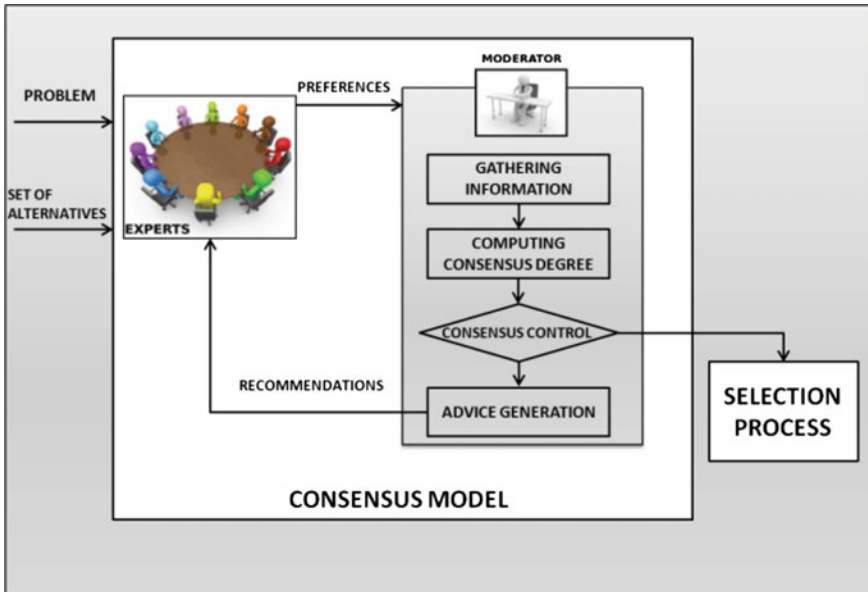 PROBLEM
SET OF
ALTERNATIVES
EXPERTS
PREFERENCES
MODERATOR
GATHERING
INFORMATION
COMPUTING
CONSENSUS DEGREE
CONSENSUS CONTROL
ADVICE GENERATION
RECOMMENDATIONS
SELECTION
PROCESS
CONSENSUS MODEL